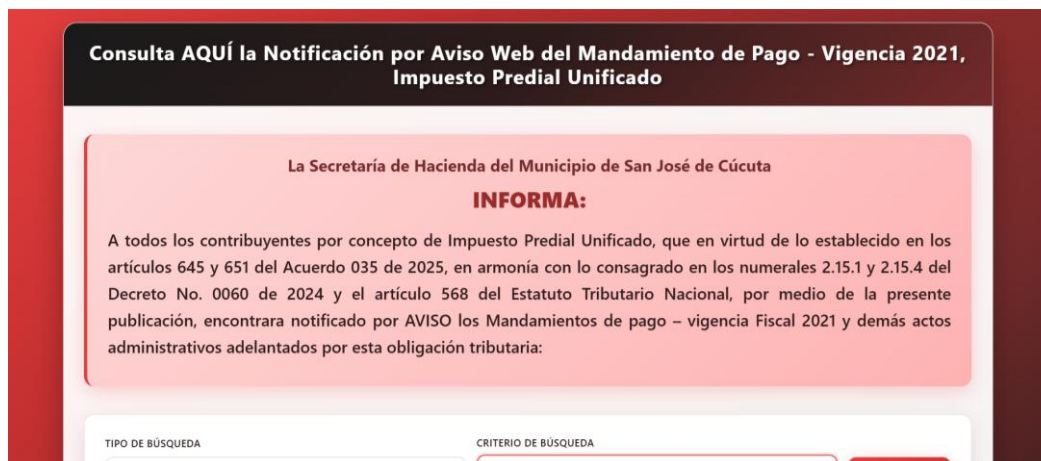 Consulta AQUÍ la Notificación por Aviso Web del Mandamiento de Pago - Vigencia 2021,
Impuesto Predial Unificado
La Secretaría de Hacienda del Municipio de San José de Cúcuta
INFORMA:
A todos los contribuyentes por concepto de Impuesto Predial Unificado, que en virtud de lo establecido en los
artículos 645 y 651 del Acuerdo 035 de 2025, en armonía con lo consagrado en los numerales 2.15.1 y 2.15.4 del
Decreto No. 0060 de 2024 y el artículo 568 del Estatuto Tributario Nacional, por medio de la presente
publicación, encontrara notificado por AVISO los Mandamientos de pago – vigencia Fiscal 2021 y demás actos
administrativos adelantados por esta obligación tributaria:
TIPO DE BÚSQUEDA
CRITERIO DE BÚSQUEDA